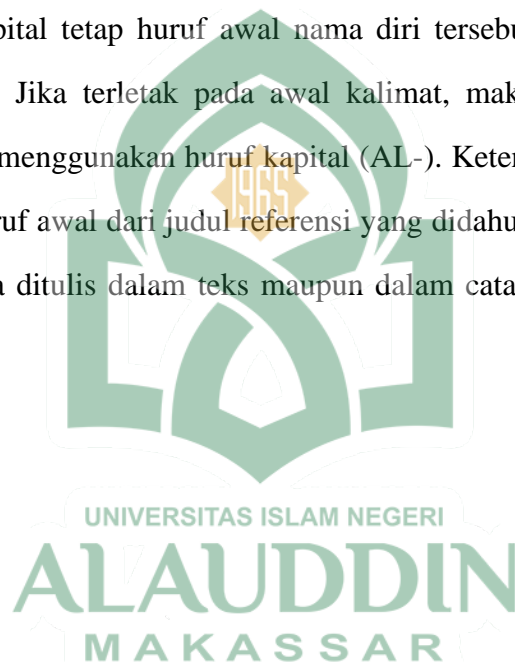 pital tetap huruf awal nama diri tersebu
Jika terletak pada awal kalimat, mak
menggunakan huruf kapital (AL-). Keter
ruf awal dari judul referensi yang didahu
a ditulis dalam teks maupun dalam cata
1965
UNIVERSITAS ISLAM NEGERI
ALAUDDIN
MAKASSAR